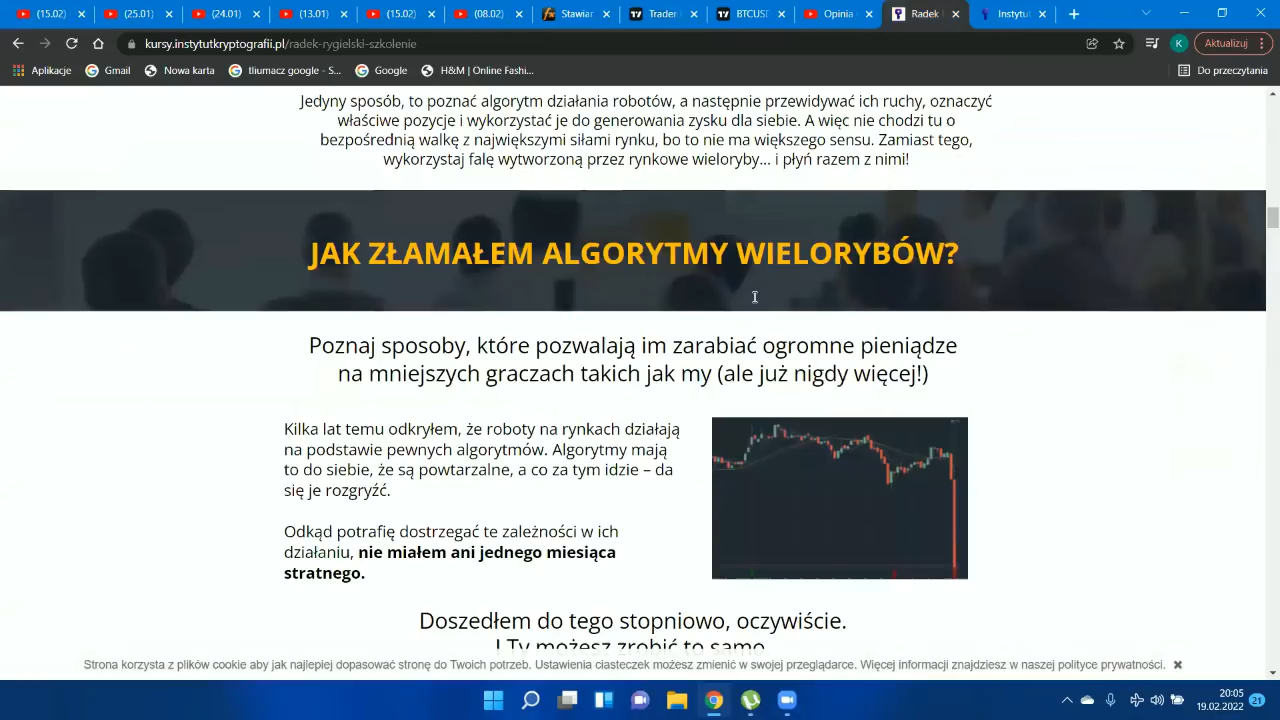 (15.02)
(25.01)
(24.01)
(13.01)
(15.02)
(08.02)
Stawiar
Trader
BTCUSD
Opinia
Radek
Instytut
kursy.instytutkryptografii.pl/radek-rygielski-szkolenie
K
Aktualizuj
Aplikacje
Gmail
Nowa karta
tlumacz google - S...
Google
H&M | Online Fashi...
Do przeczytania
Jedyny sposób, to poznać algorytm działania robotów, a następnie przewidywać ich ruchy, oznaczyć
właściwe pozycje i wykorzystać je do generowania zysku dla siebie. A więc nie chodzi tu o
bezpośrednią walkę z największymi siłami rynku, bo to nie ma większego sensu. Zamiast tego,
wykorzystaj falę wytworzoną przez rynkowe wieloryby... i płyń razem z nimi!
JAK ZŁAMAŁEM ALGORYTMY WIELORYBÓW?
Poznaj sposoby, które pozwalają im zarabiać ogromne pieniądze
na mniejszych graczach takich jak my (ale już nigdy więcej!)
Kilka lat temu odkryłem, że roboty na rynkach działają
na podstawie pewnych algorytmów. Algorytmy mają
to do siebie, że są powtarzalne, a co za tym idzie – da
się je rozgryźć.
Odkąd potrafię dostrzegać te zależności w ich
działaniu, nie miałem ani jednego miesiąca
stratnego.
Doszedłem do tego stopniowo, oczywiście.
I Ty możesz zrobić to samo
Strona korzysta z plików cookie aby jak najlepiej dopasować stronę do Twoich potrzeb. Ustawienia ciasteczek możesz zmienić w swojej przeglądarce. Więcej informacji znajdziesz w naszej polityce prywatności.
20:05
19.02.2022
21